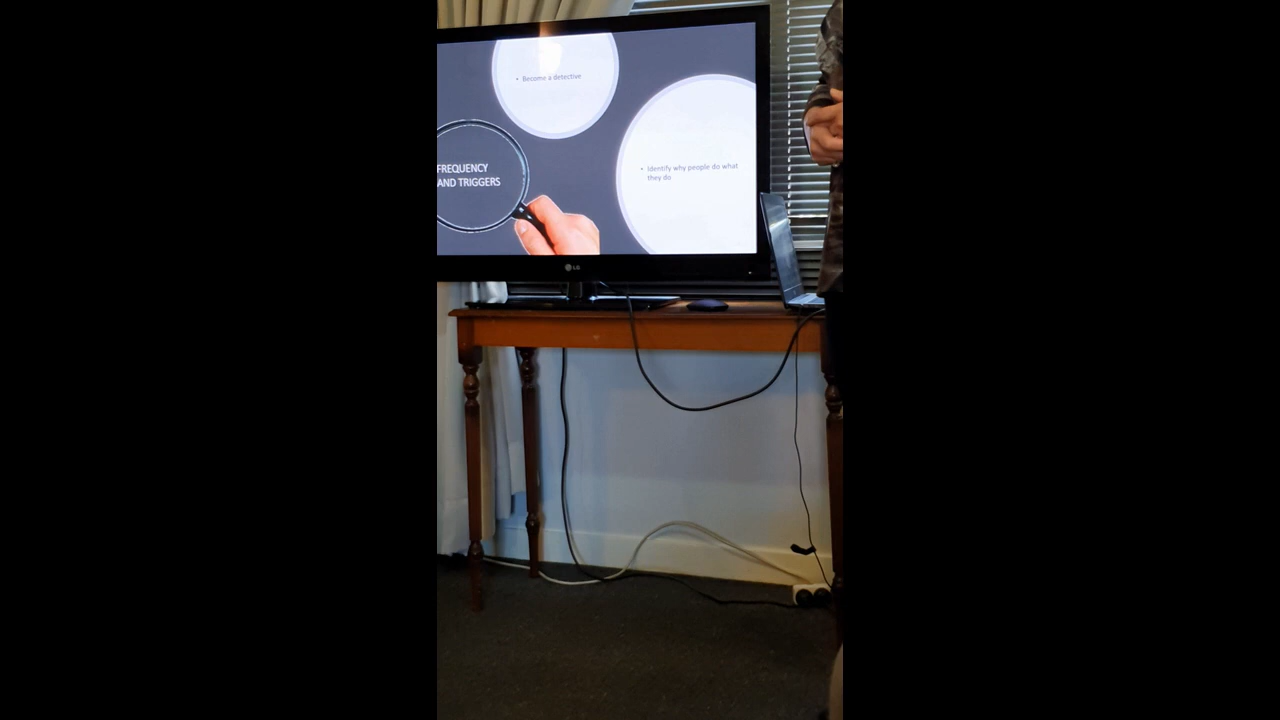 • Become a detective
FREQUENCY
AND TRIGGERS
• Identify why people do what
they do
LG